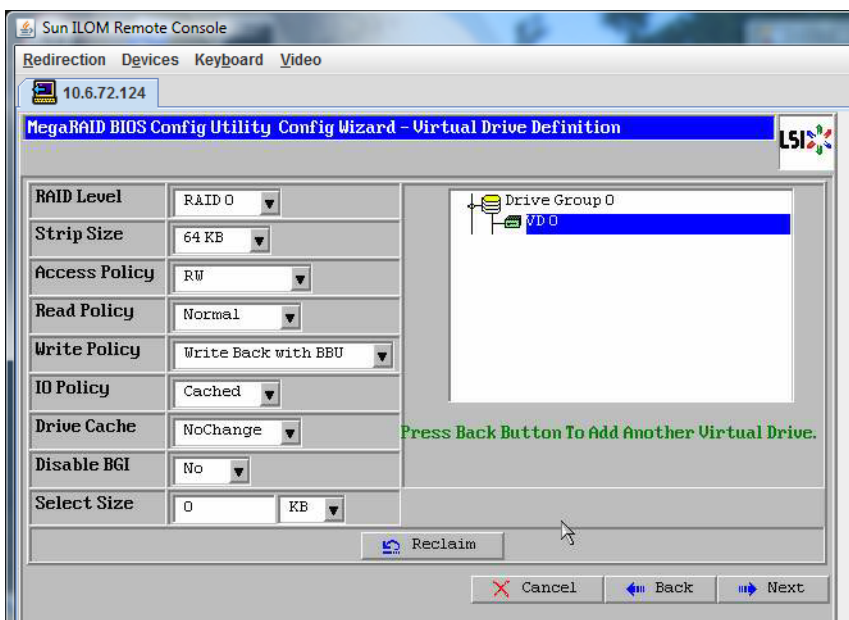 Sun ILOM Remote Console
Redirection Devices Keyboard Video
10.6.72.124
MegaRAID BIOS Config Utility Config Wizard - Virtual Drive Definition
LSI
RAID Level RAID 0
Strip Size 64 KB
Access Policy RW
Read Policy Normal
Write Policy Write Back with BBU
IO Policy Cached
Drive Cache NoChange
Disable BGI No
Select Size 0 KB
Drive Group 0
VD 0
Press Back Button To Add Another Virtual Drive.
Reclaim
Cancel Back Next